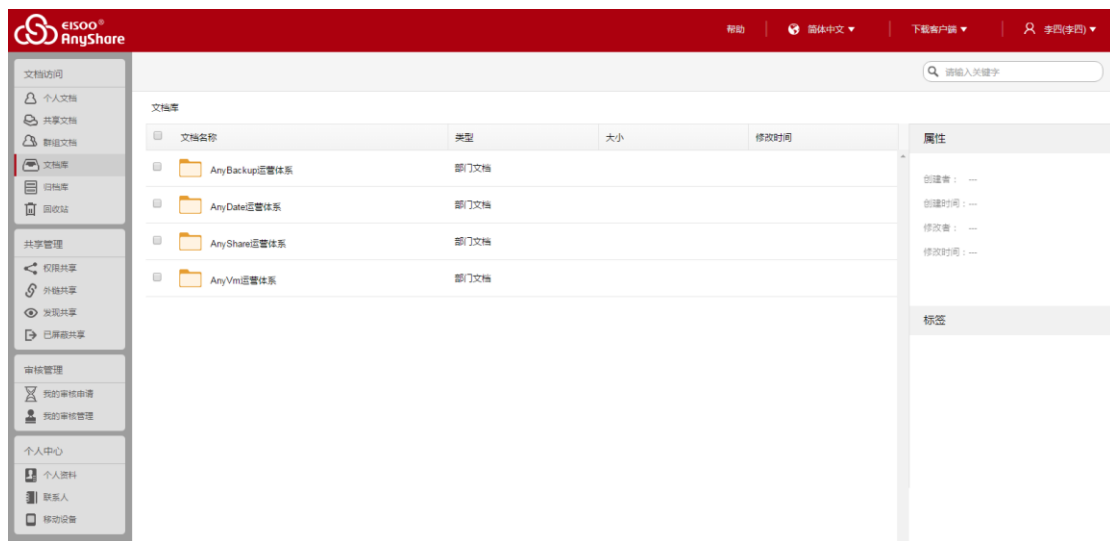 EISOO®
AnyShare
帮助 简体中文 下载客户端 李四(李四)
请输入关键字
文档访问
个人文档
共享文档
群组文档
文档库
归档库
回收站
共享管理
权限共享
外链共享
发现共享
已屏蔽共享
审核管理
我的审核申请
我的审核管理
个人中心
个人资料
联系人
移动设备
文档库
文档名称 类型 大小 修改时间
AnyBackup运营体系 部门文档
AnyDate运营体系 部门文档
AnyShare运营体系 部门文档
AnyVm运营体系 部门文档
属性
创建者： ---
创建时间：---
修改者： ---
修改时间：---
标签